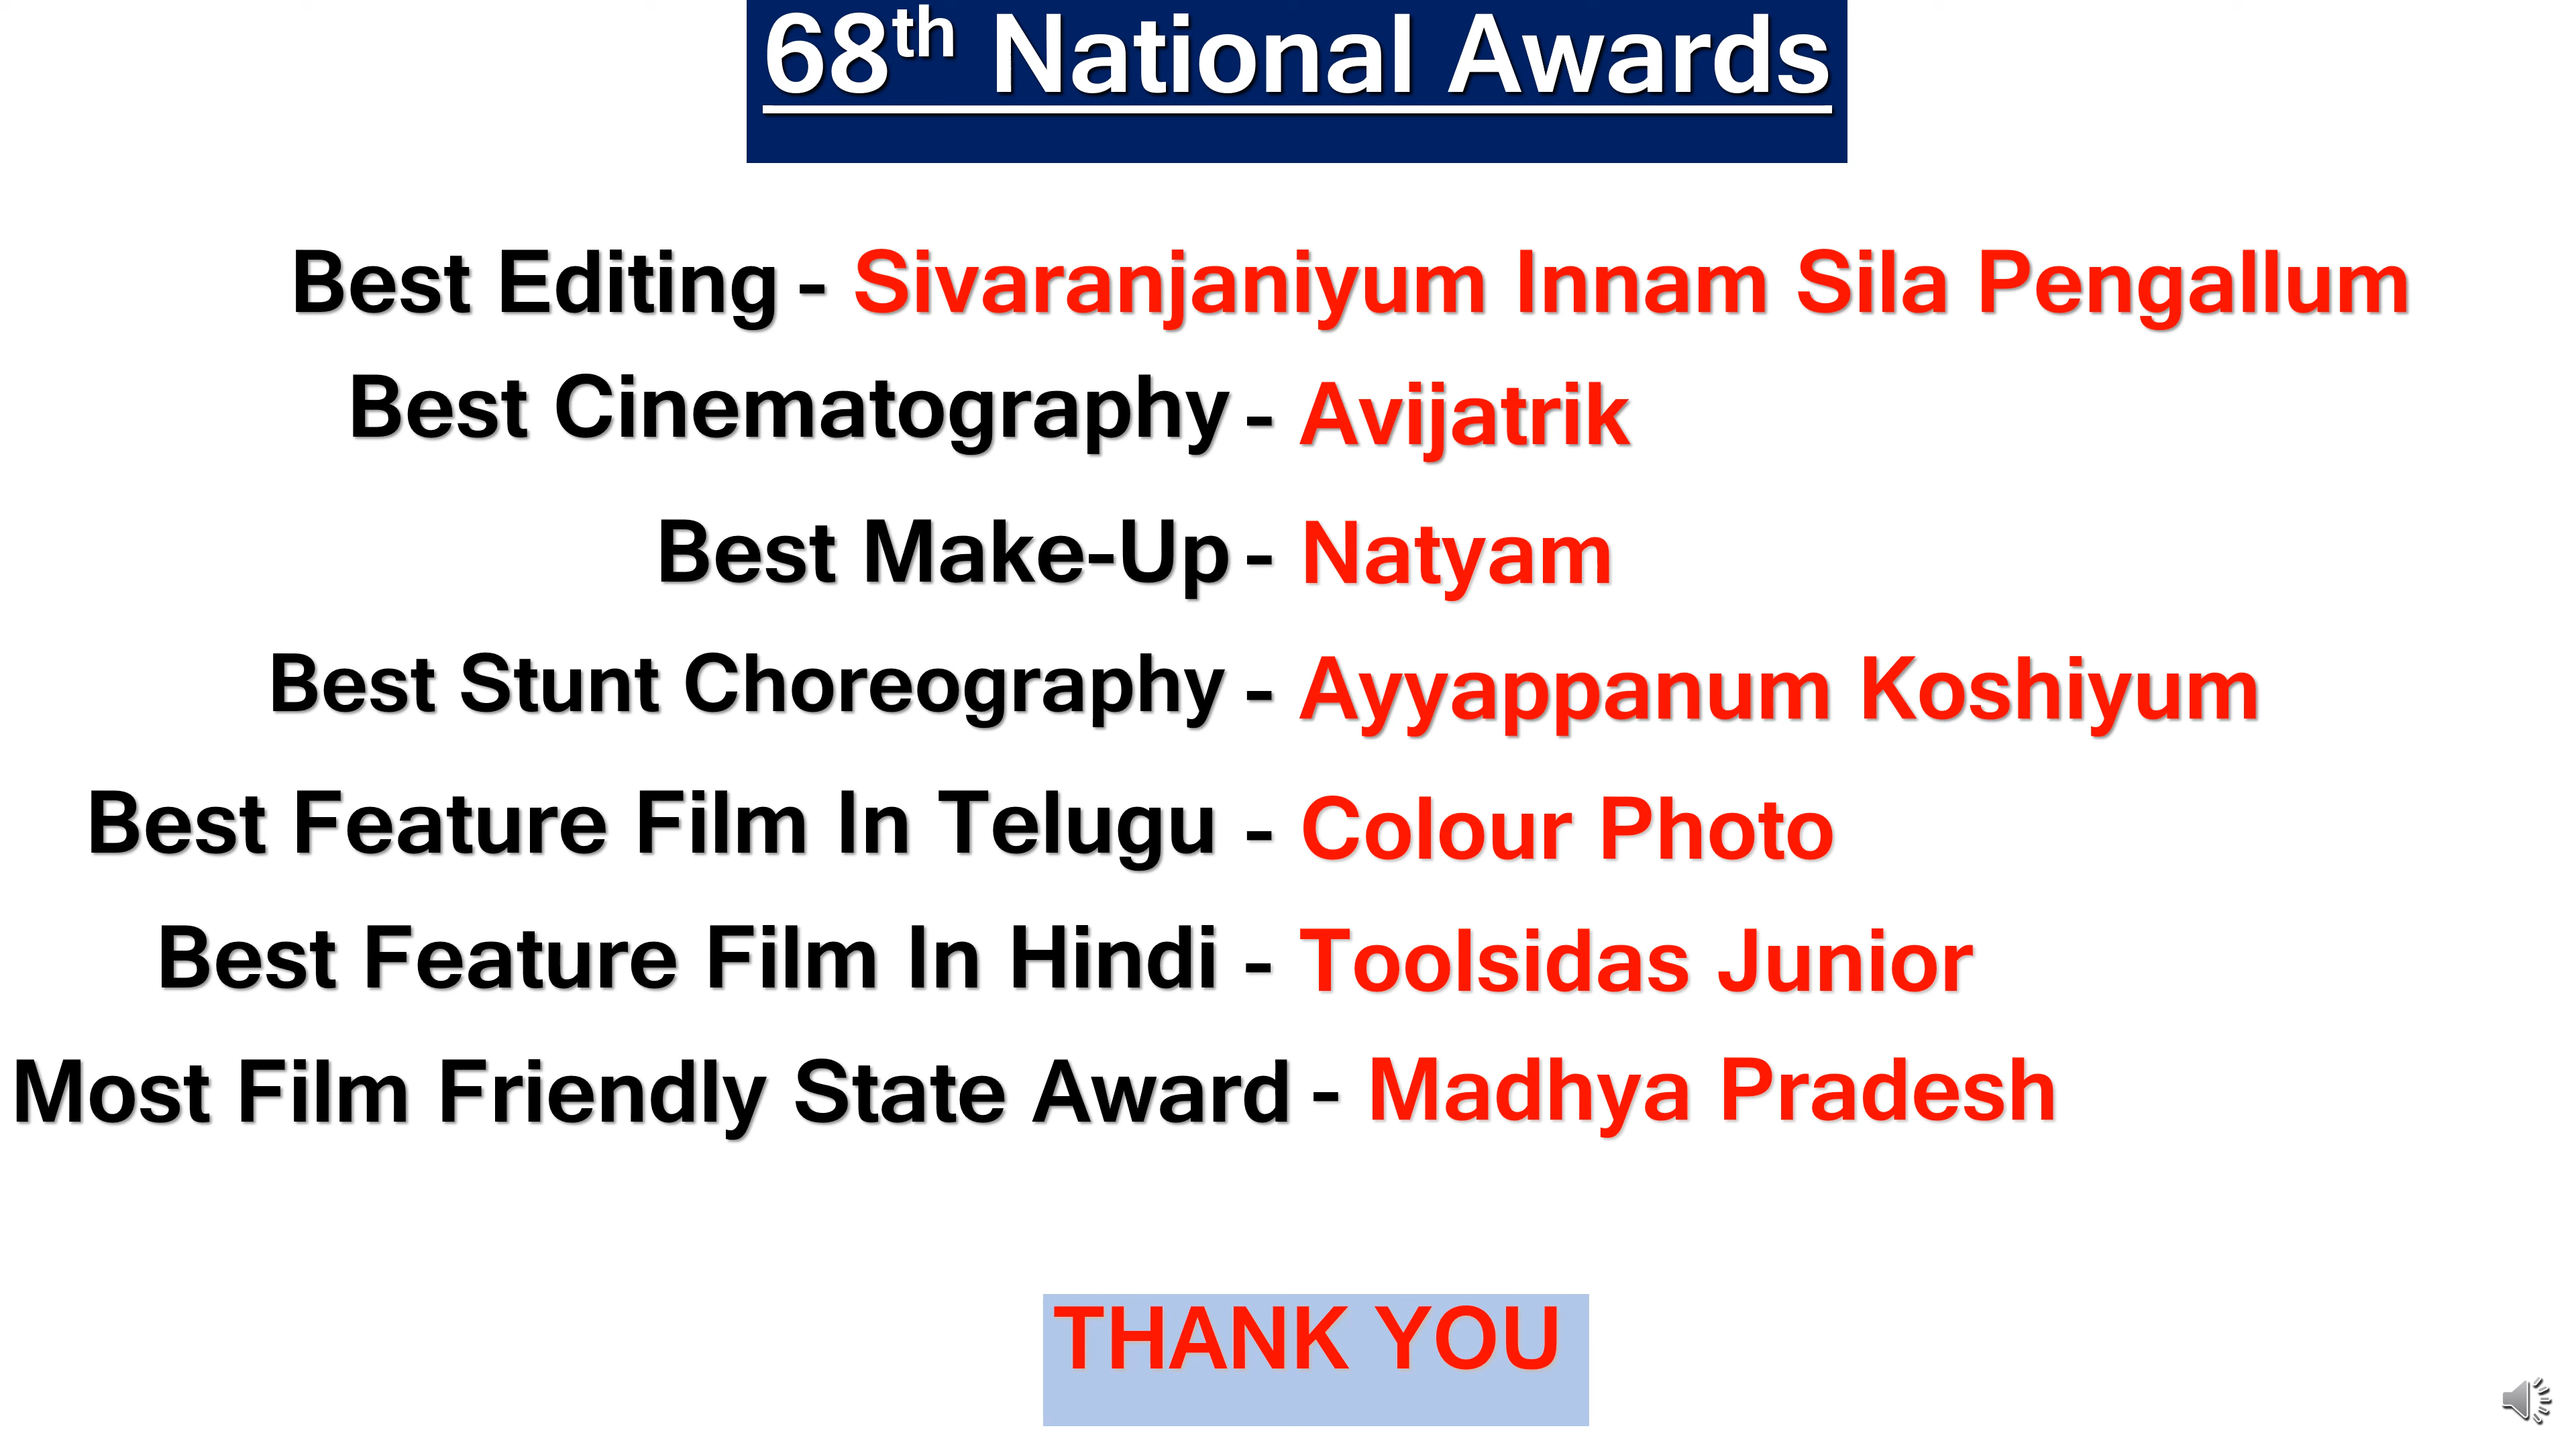 68th National Awards
Best Editing - Sivaranjaniyum Innam Sila Pengallum
Best Cinematography - Avijatrik
Best Make-Up - Natyam
Best Stunt Choreography - Ayyappanum Koshiyum
Best Feature Film In Telugu - Colour Photo
Best Feature Film In Hindi - Toolsidas Junior
Most Film Friendly State Award - Madhya Pradesh
THANK YOU